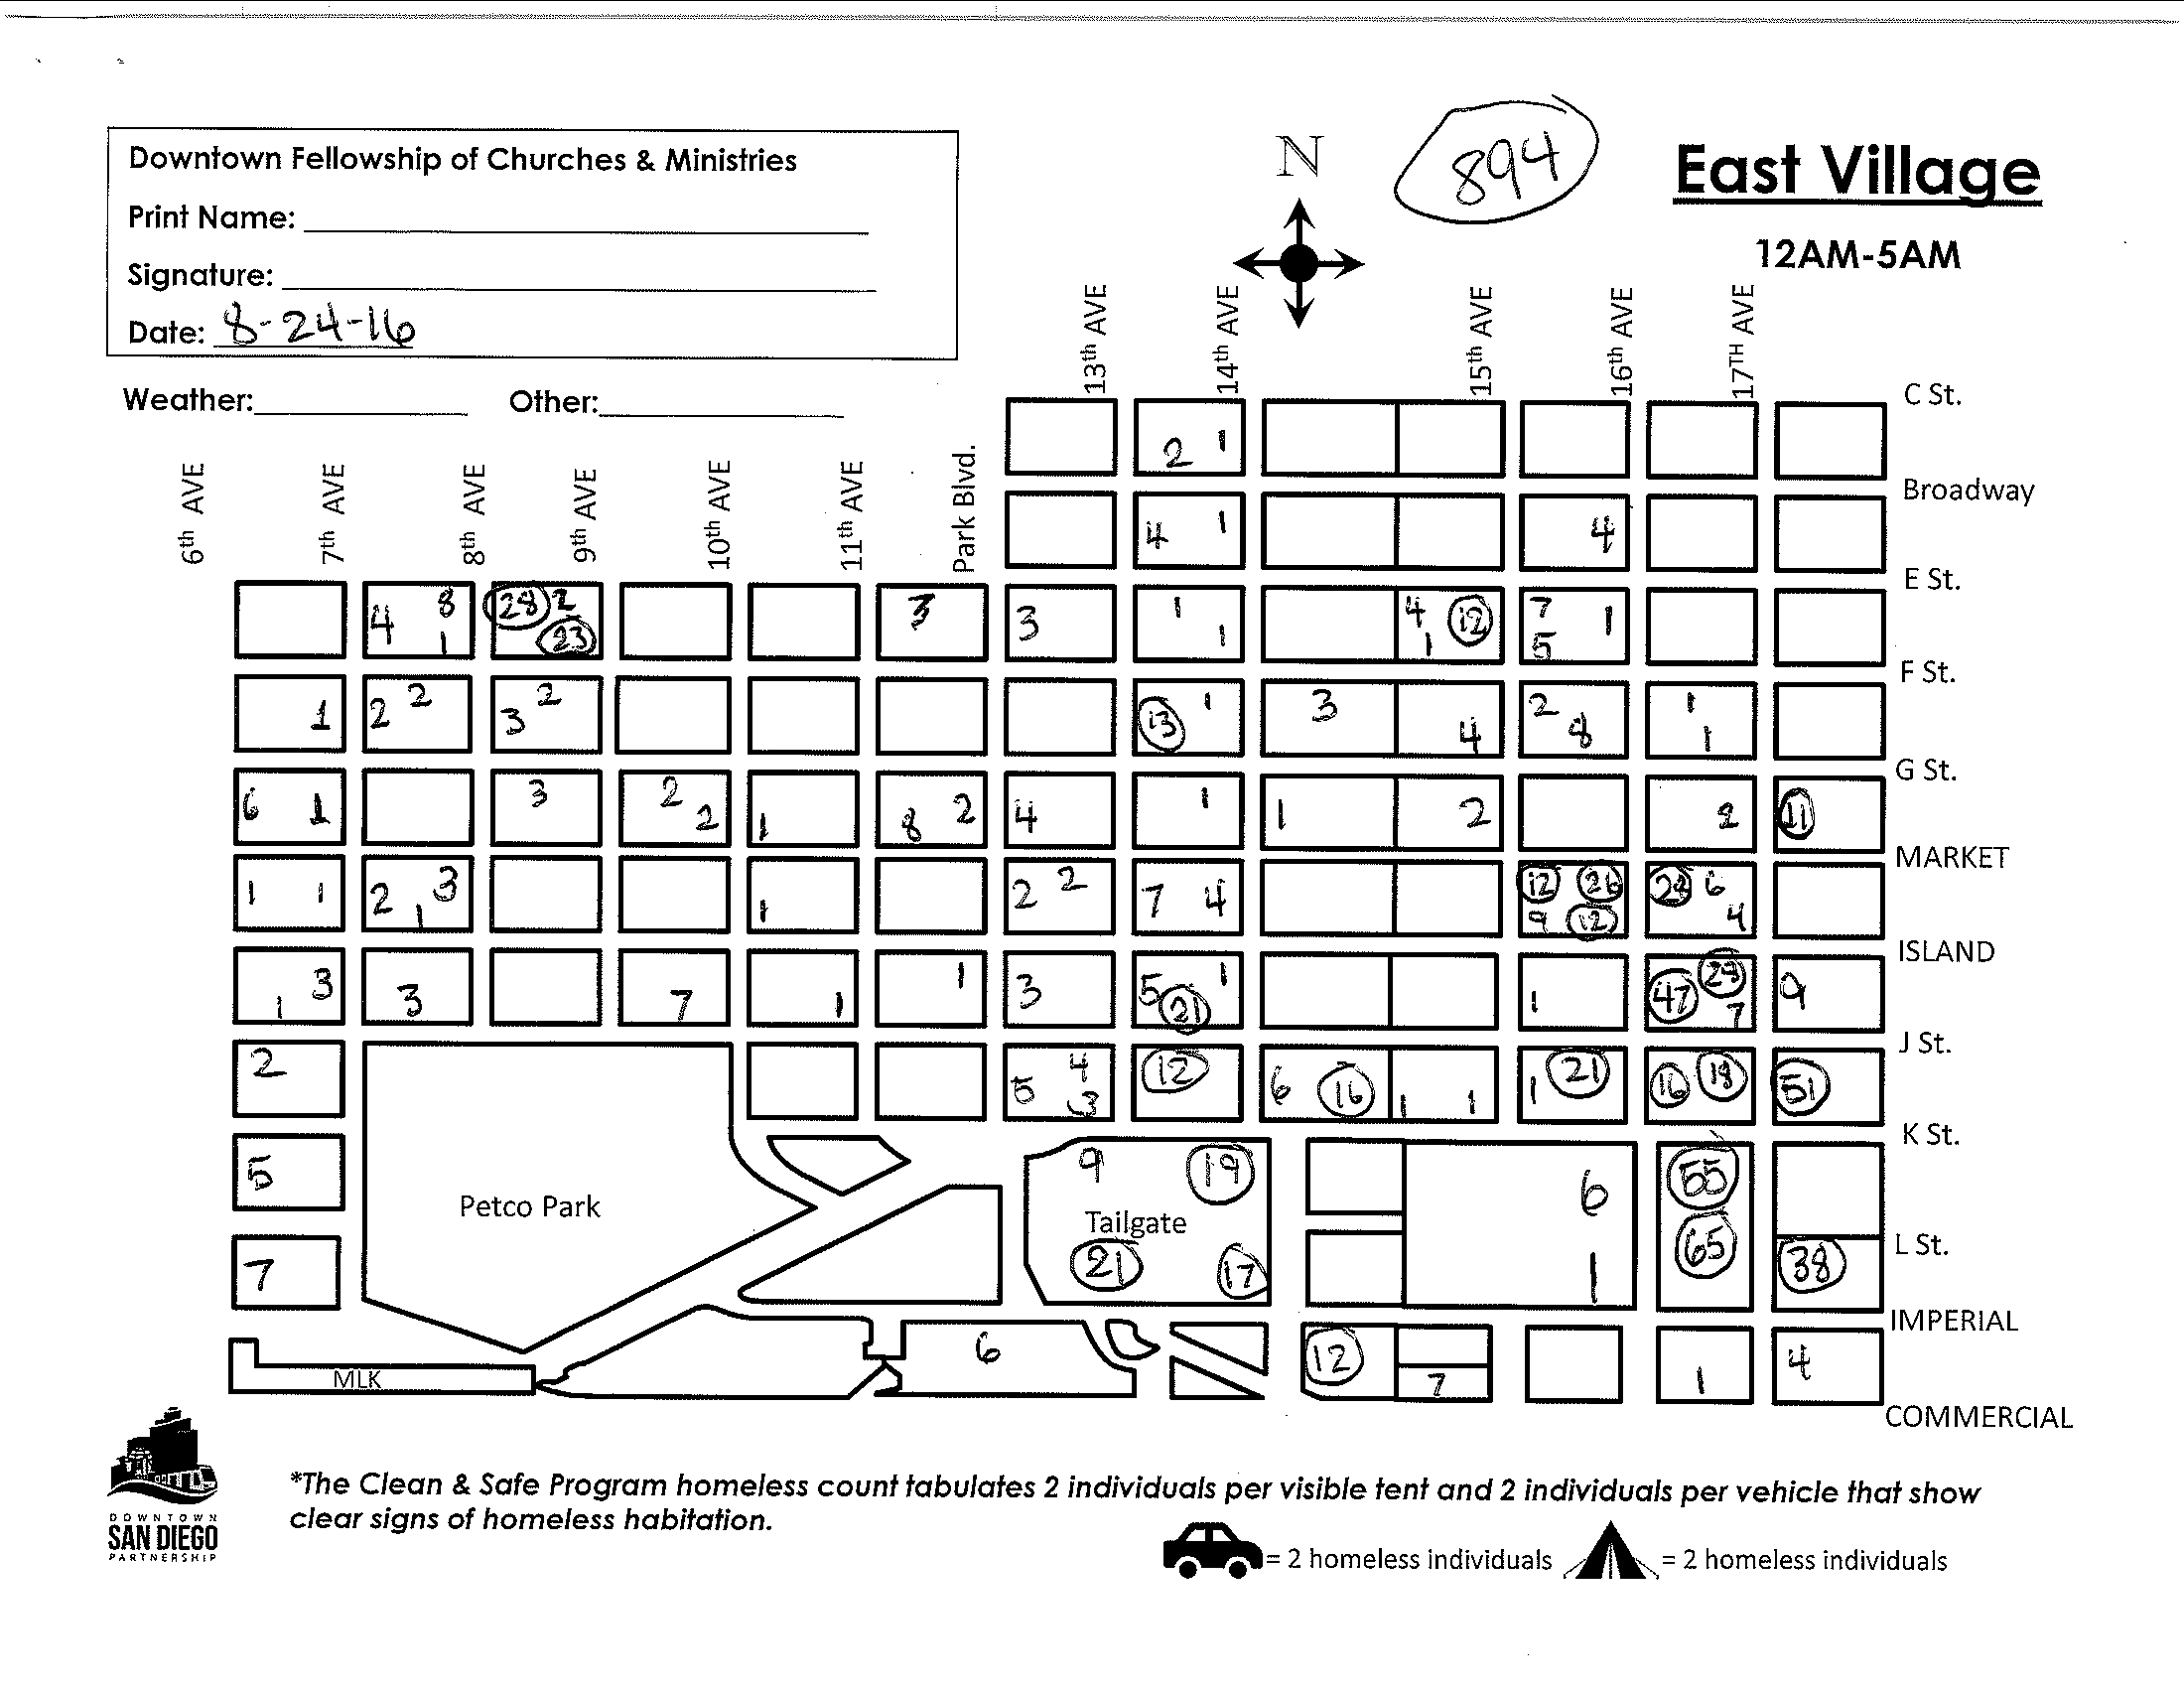 Downtown Fellowship of Churches & Ministries
Print Name:
Signature:
Date: 8-24-16
Weather: Other:
N
894
East Village
12AM-5AM
13th AVE 14th AVE 15th AVE 16th AVE 17TH AVE
C St.
2 1
6th AVE 7th AVE 8th AVE 9th AVE 10th AVE 11th AVE Park Blvd.
Broadway
4 1 4
E St.
4 8 1 28 2 23 3 3 1 1 4 12 1 7 1 5
F St.
1 2 2 3 2 13 1 3 4 2 8 1 1
G St.
6 1 3 2 2 1 8 2 4 1 1 2 2 11
MARKET
1 1 2 1 3 1 2 2 7 4 12 26 9 12 6 4
ISLAND
1 3 3 7 1 1 3 5 21 1 1 47 7 9
J St.
2 5 4 3 12 6 16 1 1 1 21 16 18 51
K St.
5 Petco Park 9 19 6 55
Tailgate
7 21 17 1 65 38
L St.
IMPERIAL
MLK 6 12 7 1 4
COMMERCIAL
*The Clean & Safe Program homeless count tabulates 2 individuals per visible tent and 2 individuals per vehicle that show
clear signs of homeless habitation.
DOWNTOWN
SAN DIEGO
PARTNERSHIP
= 2 homeless individuals = 2 homeless individuals